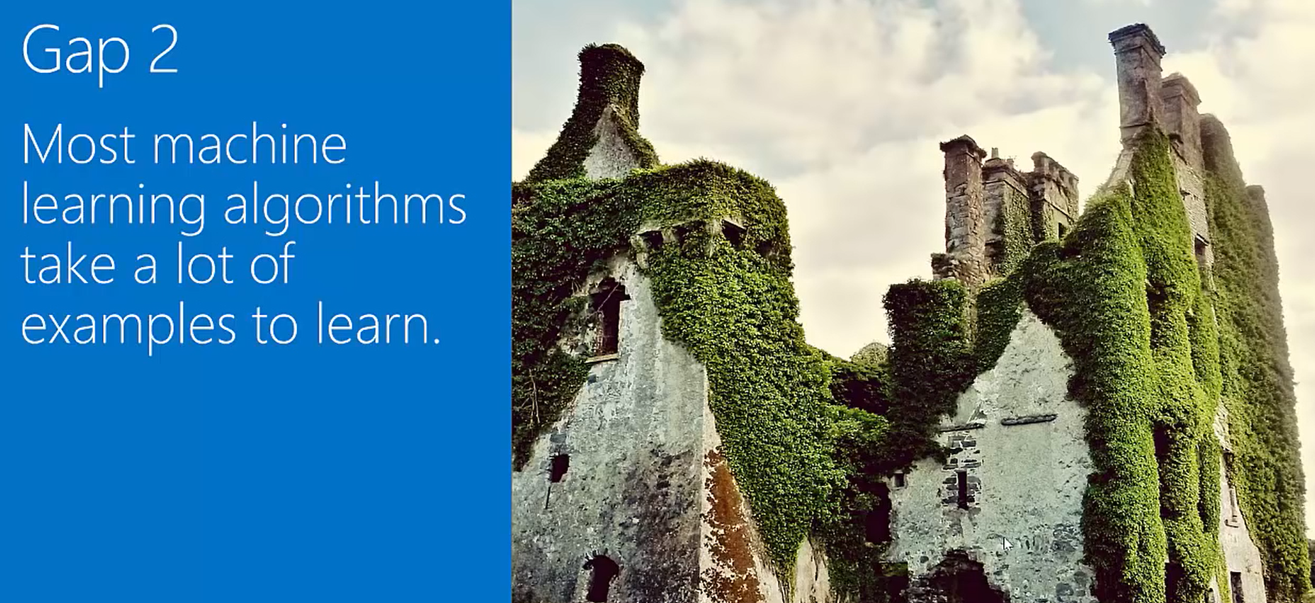 Gap 2
Most machine
learning algorithms
take a lot of
examples to learn.